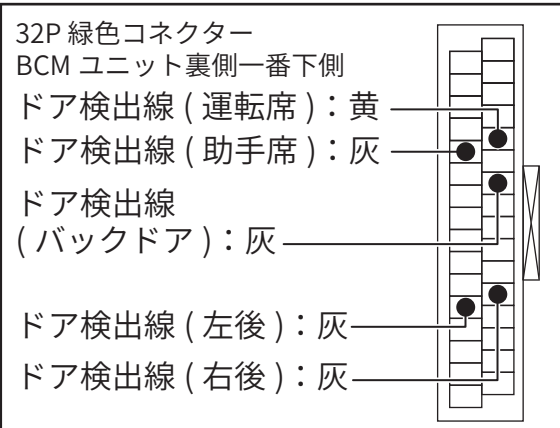 32P 緑色コネクター
BCM ユニット裏側一番下側
ドア検出線 ( 運転席 )：黄
ドア検出線 ( 助手席 )：灰
ドア検出線
( バックドア )：灰
ドア検出線 ( 左後 )：灰
ドア検出線 ( 右後 )：灰